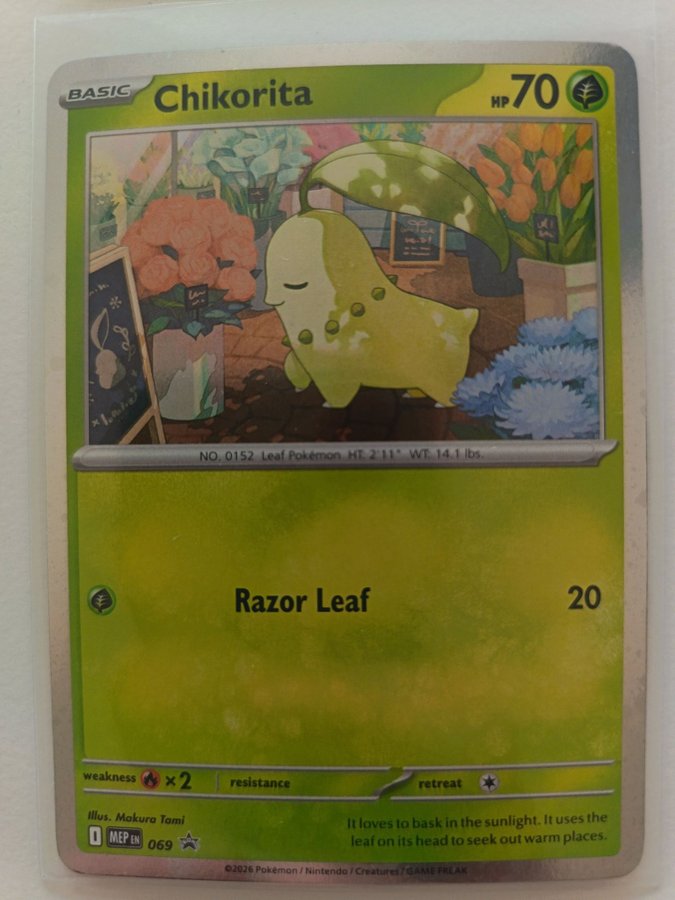 BASIC Chikorita HP 70
NO. 0152 Leaf Pokémon HT: 2'11" WT: 14.1 lbs.
Razor Leaf 20
weakness ×2 resistance retreat
Illus. Makura Tami
It loves to bask in the sunlight. It uses the
leaf on its head to seek out warm places.
MEP EN 069
©2026 Pokémon / Nintendo / Creatures / GAME FREAK